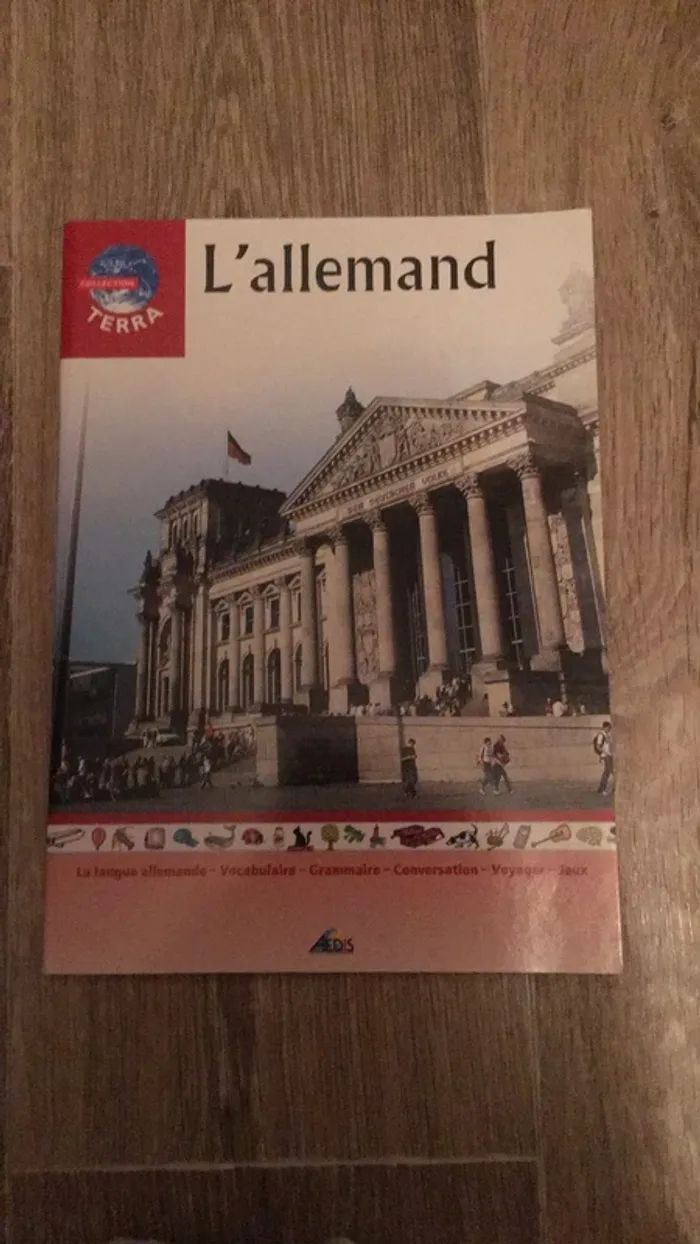 L'allemand
COLLECTION
TERRA
DEM DEUTSCHEN VOLKE
La langue allemande - Vocabulaire - Grammaire - Conversation - Voyager - Jeux
AEDIS